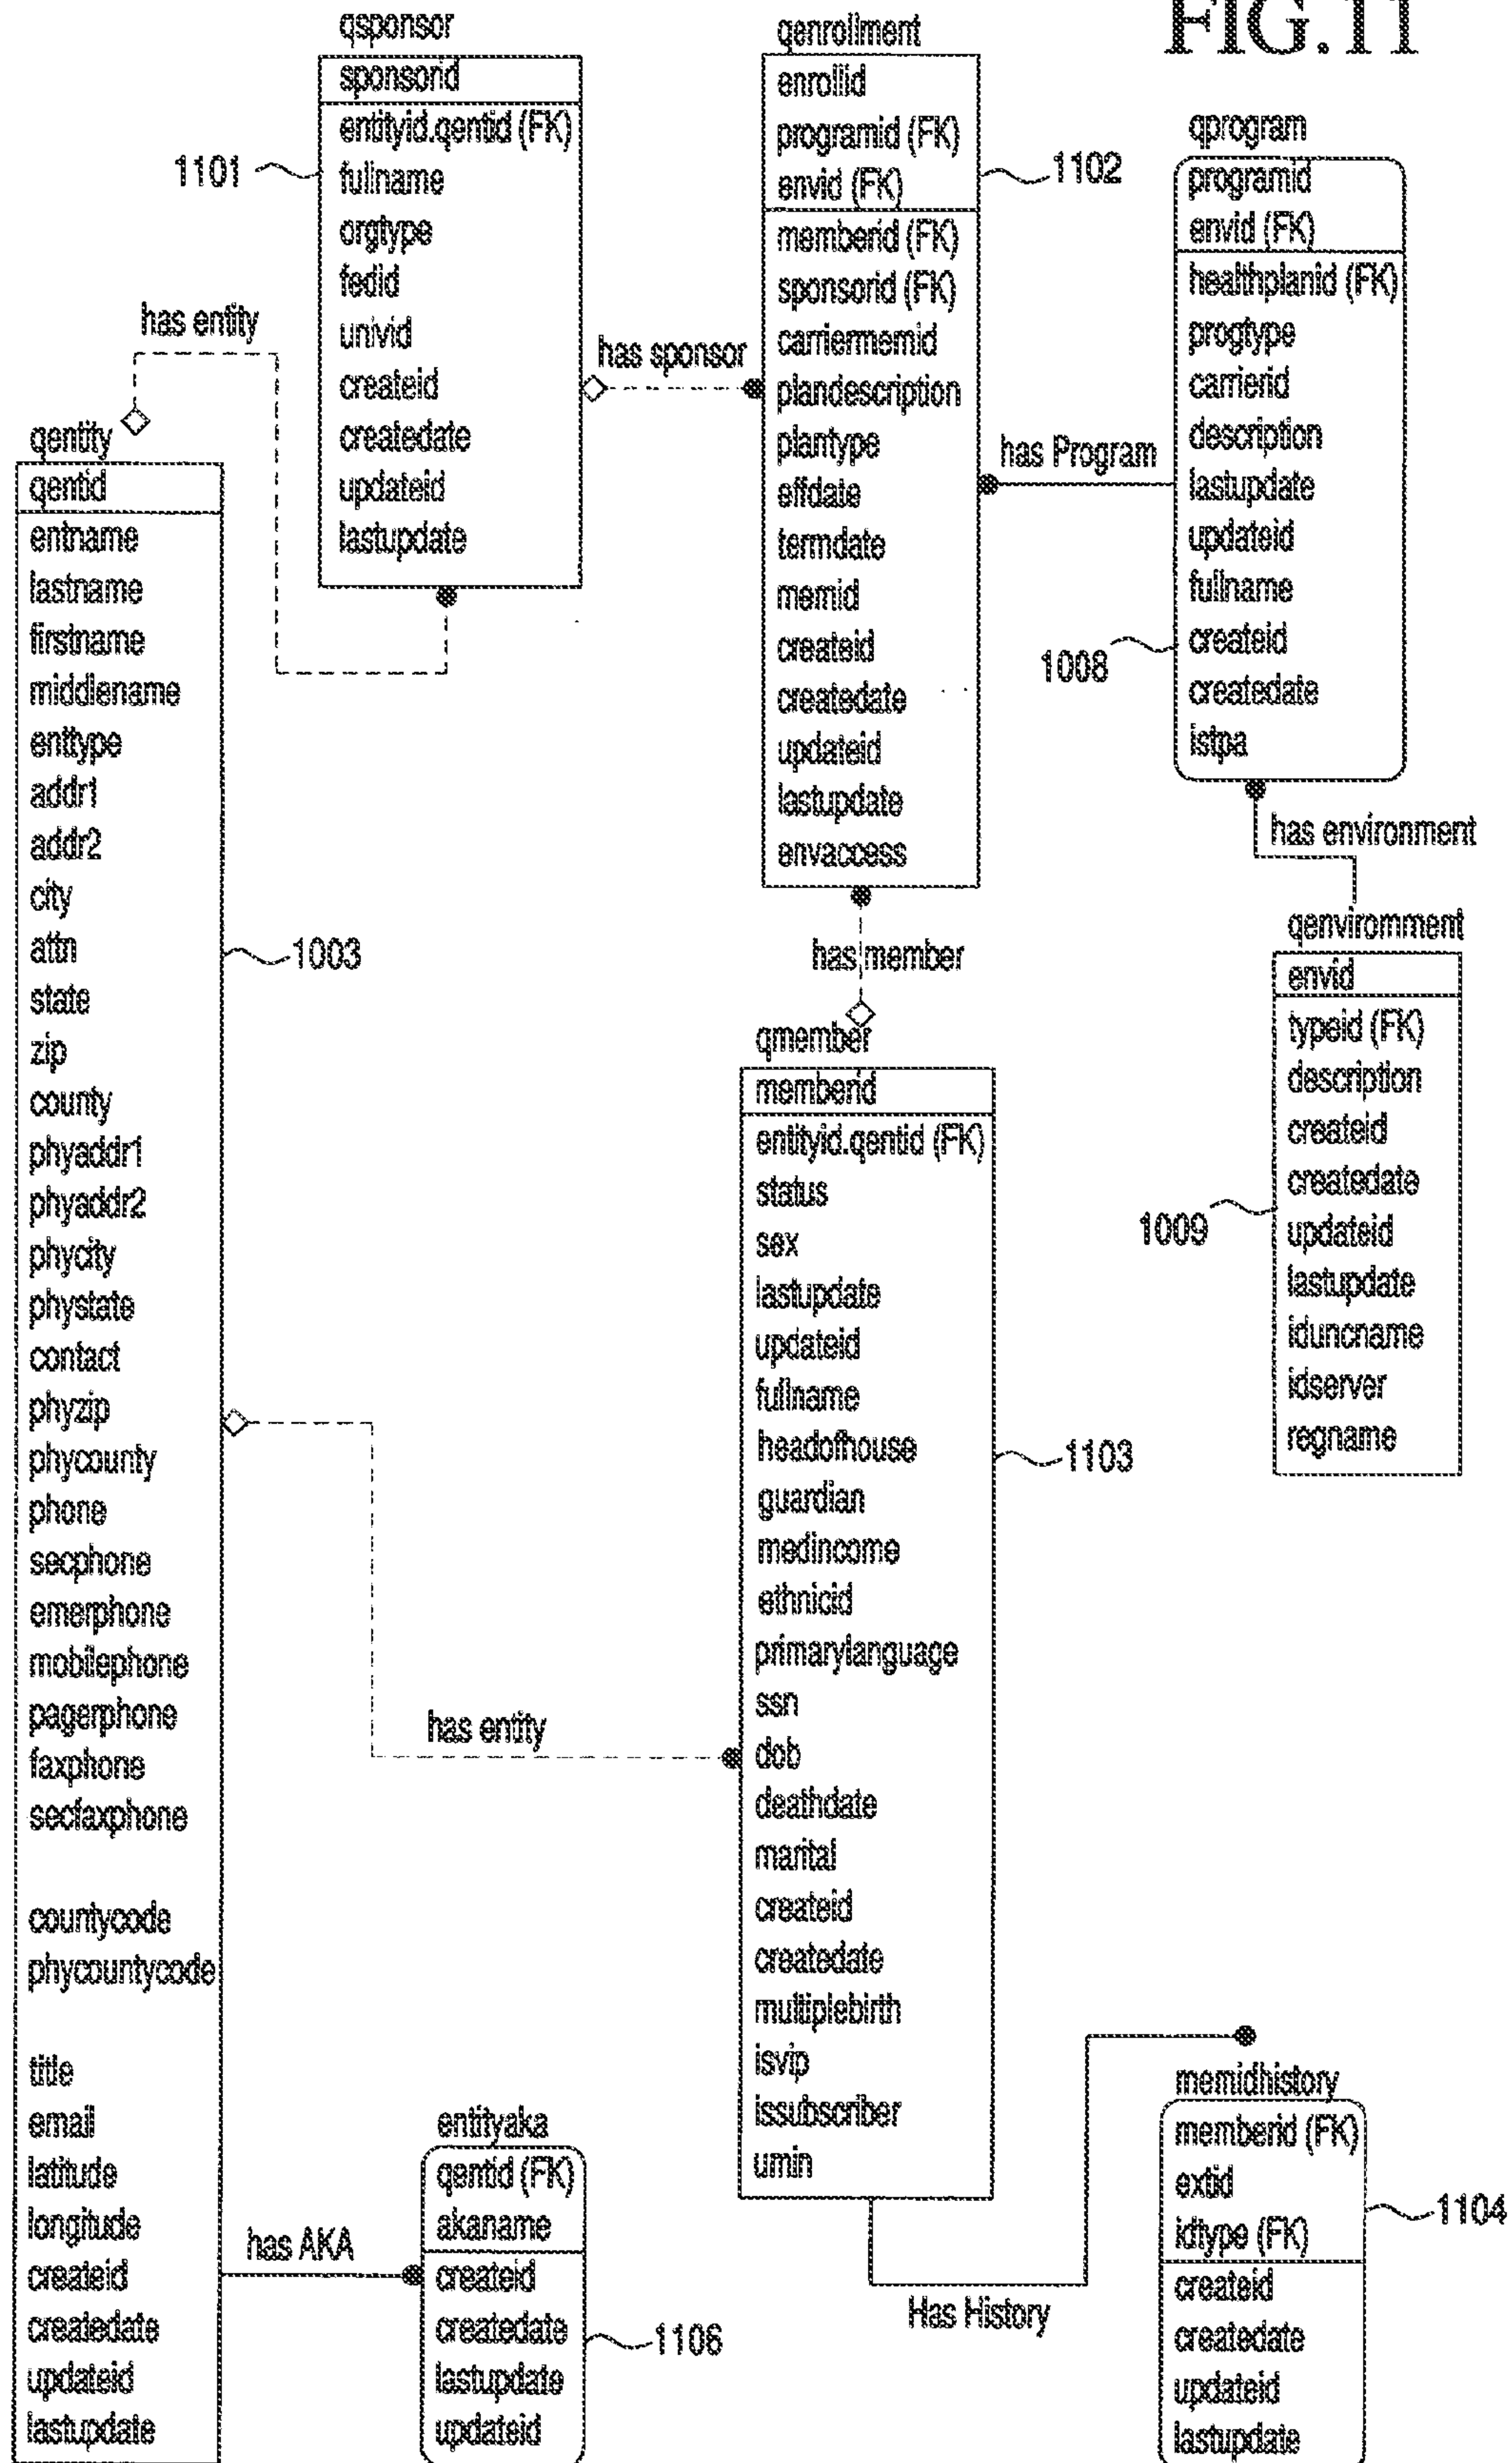 FIG.11
qsponsor
sponsorid
entityid.qentid (FK)
fullname
orgtype
fedid
univid
createid
createdate
updateid
lastupdate
1101
has entity
has sponsor
qenrollment
enrollid
programid (FK)
envid (FK)
memberid (FK)
sponsorid (FK)
carriermemid
plandescription
plantype
effdate
termdate
memid
createid
createdate
updateid
lastupdate
envaccess
1102
has Program
qprogram
programid
envid (FK)
healthplanid (FK)
progtype
carrierid
description
lastupdate
updateid
fullname
createid
createdate
istpa
1008
has environment
qenviromment
envid
typeid (FK)
description
createid
createdate
updateid
lastupdate
iduncname
idserver
regname
1009
qentity
qentid
entname
lastname
firstname
middlename
enttype
addr1
addr2
city
attn
state
zip
county
phyaddr1
phyaddr2
phycity
phystate
contact
phyzip
phycounty
phone
secphone
emerphone
mobilephone
pagerphone
faxphone
secfaxphone
countycode
phycountycode
title
email
latitude
longitude
createid
createdate
updateid
lastupdate
1003
has member
qmember
memberid
entityid.qentid (FK)
status
sex
lastupdate
updateid
fullname
headofhouse
guardian
medincome
ethnicid
primarylanguage
ssn
dob
deathdate
marital
createid
createdate
multiplebirth
isvip
issubscriber
umin
1103
has entity
has AKA
entityaka
qentid (FK)
akaname
createid
createdate
lastupdate
updateid
1106
Has History
memidhistory
memberid (FK)
extid
idtype (FK)
createid
createdate
updateid
lastupdate
1104